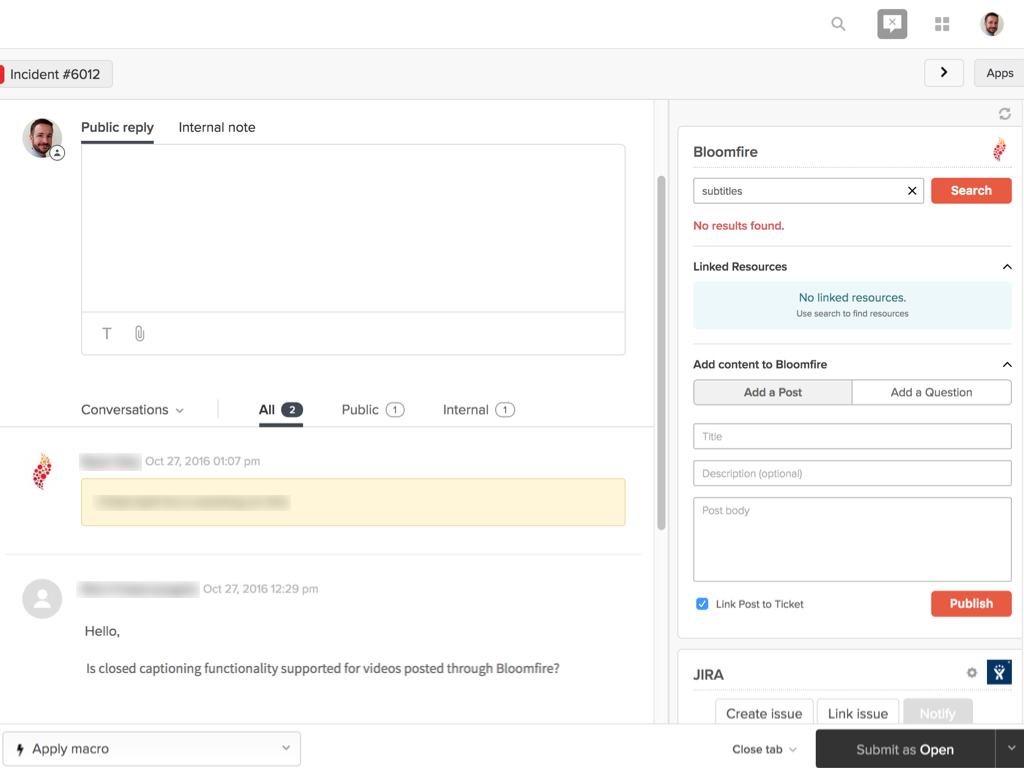 Incident #6012
Apps
Public reply Internal note
T
Conversations All 2 Public 1 Internal 1
Oct 27, 2016 01:07 pm
Oct 27, 2016 12:29 pm
Hello,
Is closed captioning functionality supported for videos posted through Bloomfire?
Bloomfire
subtitles
Search
No results found.
Linked Resources
No linked resources.
Use search to find resources
Add content to Bloomfire
Add a Post Add a Question
Title
Description (optional)
Post body
Link Post to Ticket Publish
JIRA
Create issue Link issue Notify
Apply macro Close tab Submit as Open